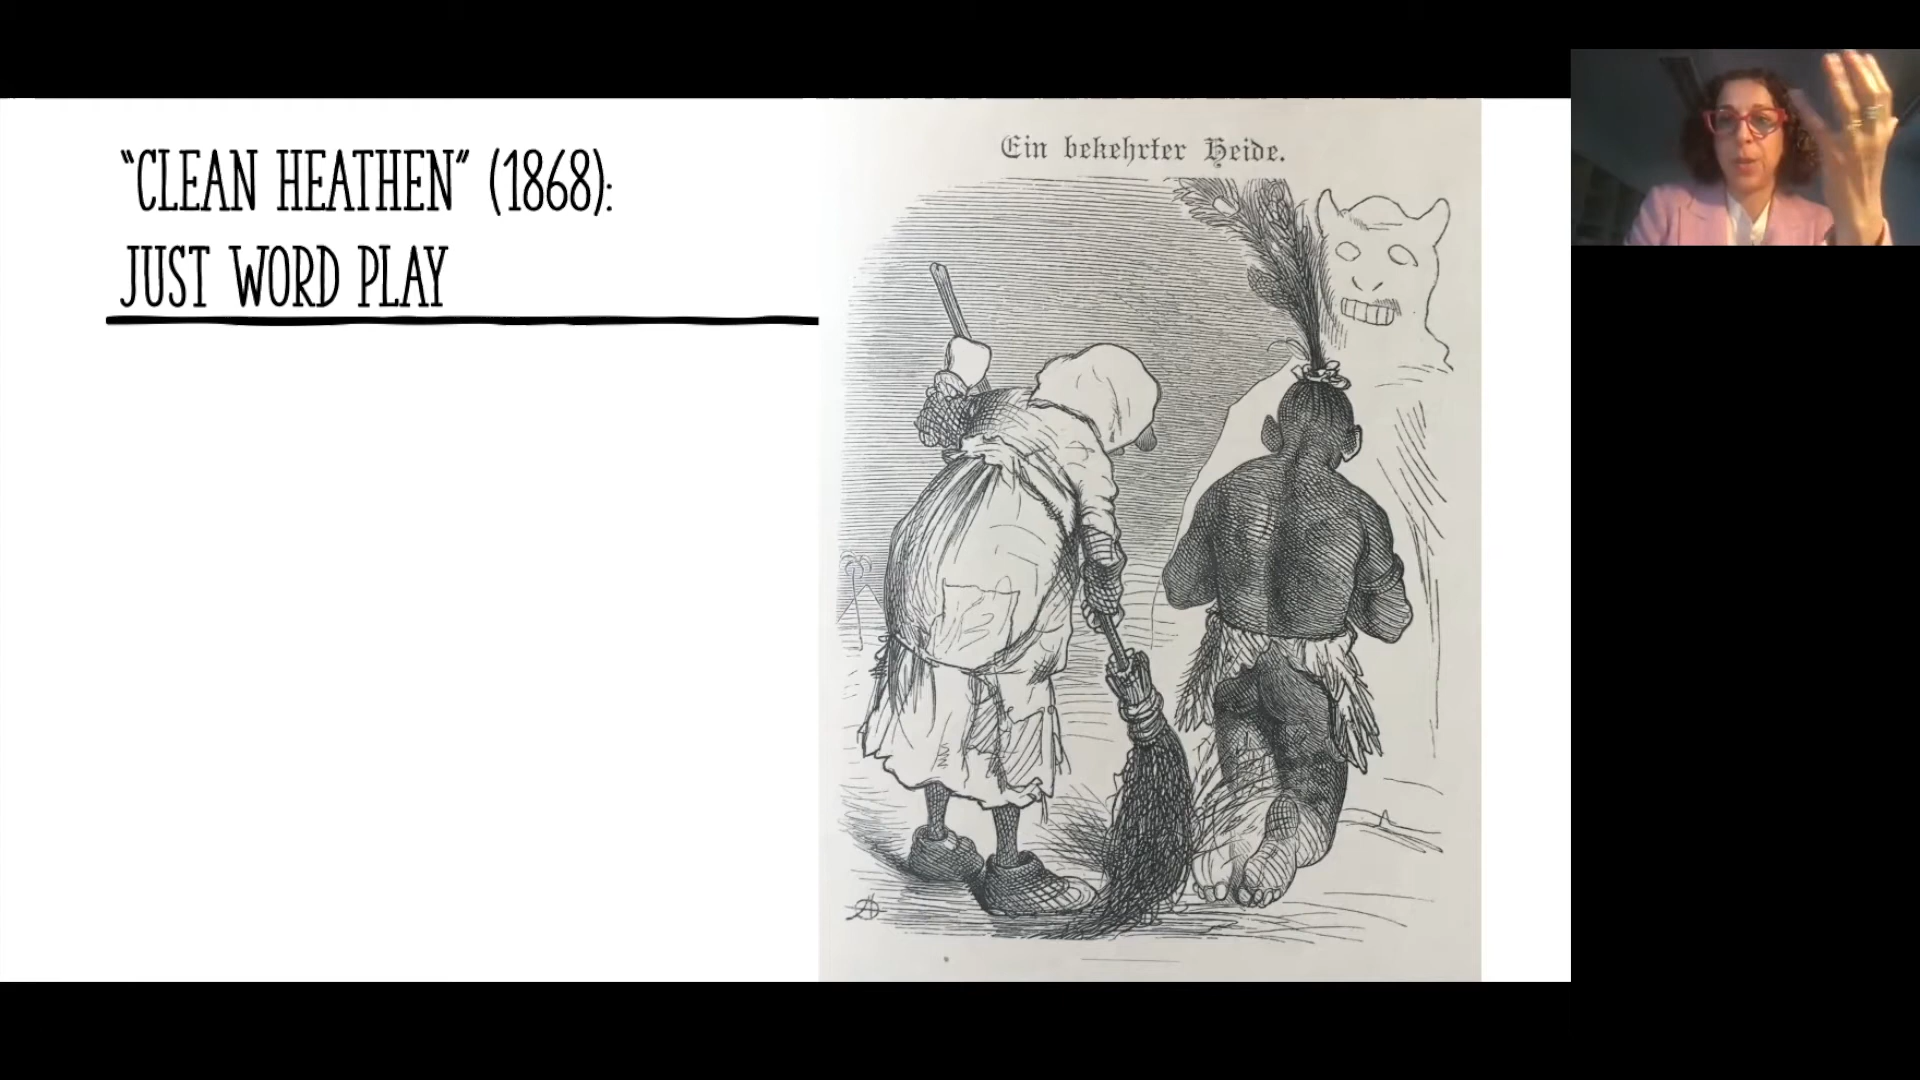 “CLEAN HEATHEN” (1868):
JUST WORD PLAY
Ein bekehrter Heide.